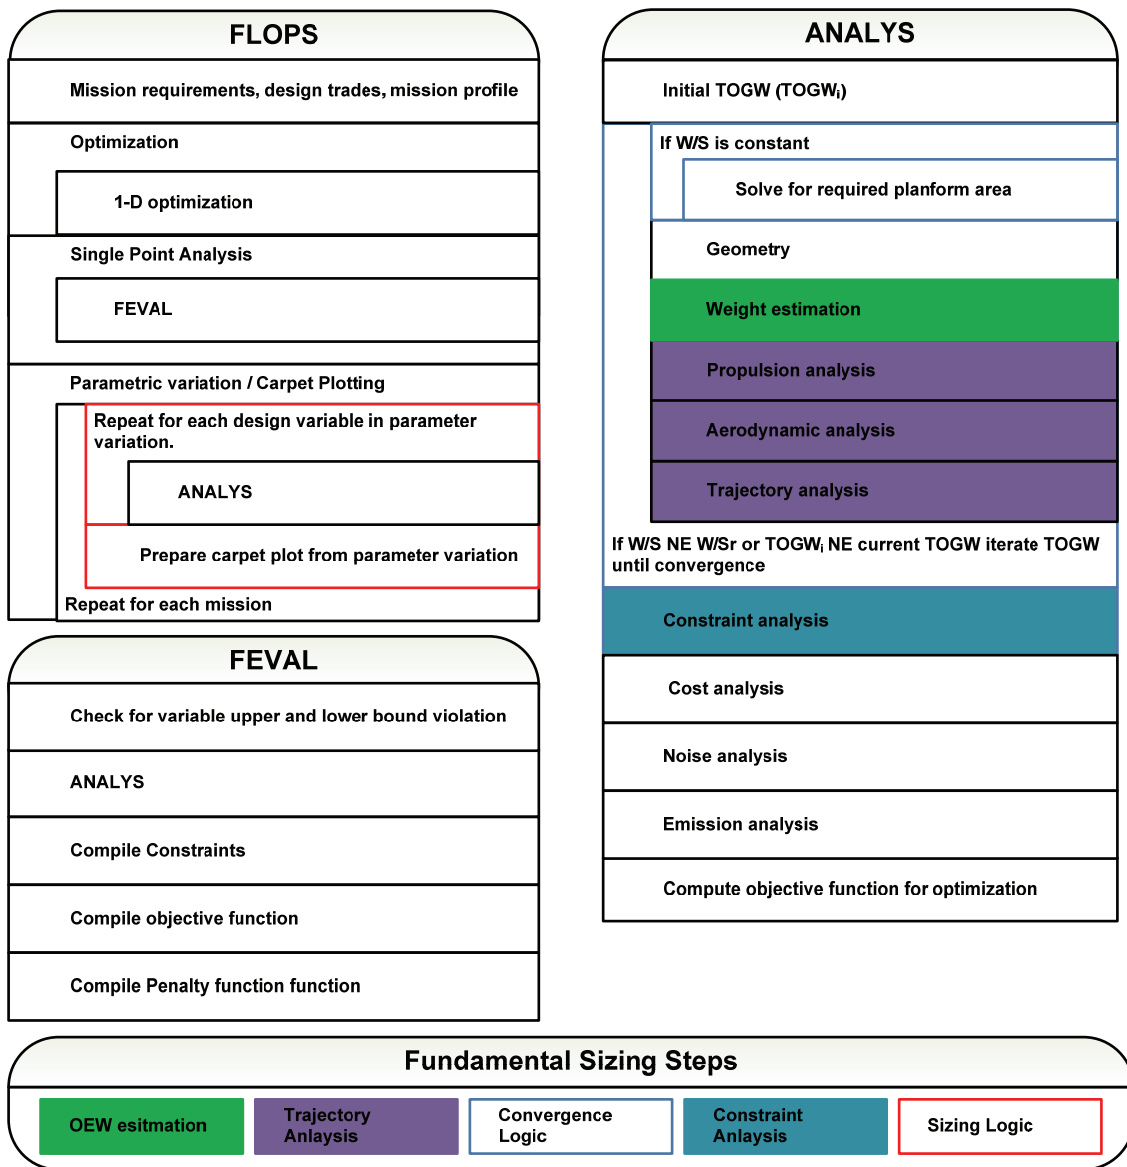 FLOPS
Mission requirements, design trades, mission profile
Optimization
1-D optimization
Single Point Analysis
FEVAL
Parametric variation / Carpet Plotting
Repeat for each design variable in parameter
variation.
ANALYS
Prepare carpet plot from parameter variation
Repeat for each mission
FEVAL
Check for variable upper and lower bound violation
ANALYS
Compile Constraints
Compile objective function
Compile Penalty function function
ANALYS
Initial TOGW (TOGWᵢ)
If W/S is constant
Solve for required planform area
Geometry
Weight estimation
Propulsion analysis
Aerodynamic analysis
Trajectory analysis
If W/S NE W/Sr or TOGWᵢ NE current TOGW iterate TOGW
until convergence
Constraint analysis
Cost analysis
Noise analysis
Emission analysis
Compute objective function for optimization
Fundamental Sizing Steps
OEW esitmation
Trajectory
Anlaysis
Convergence
Logic
Constraint
Anlaysis
Sizing Logic